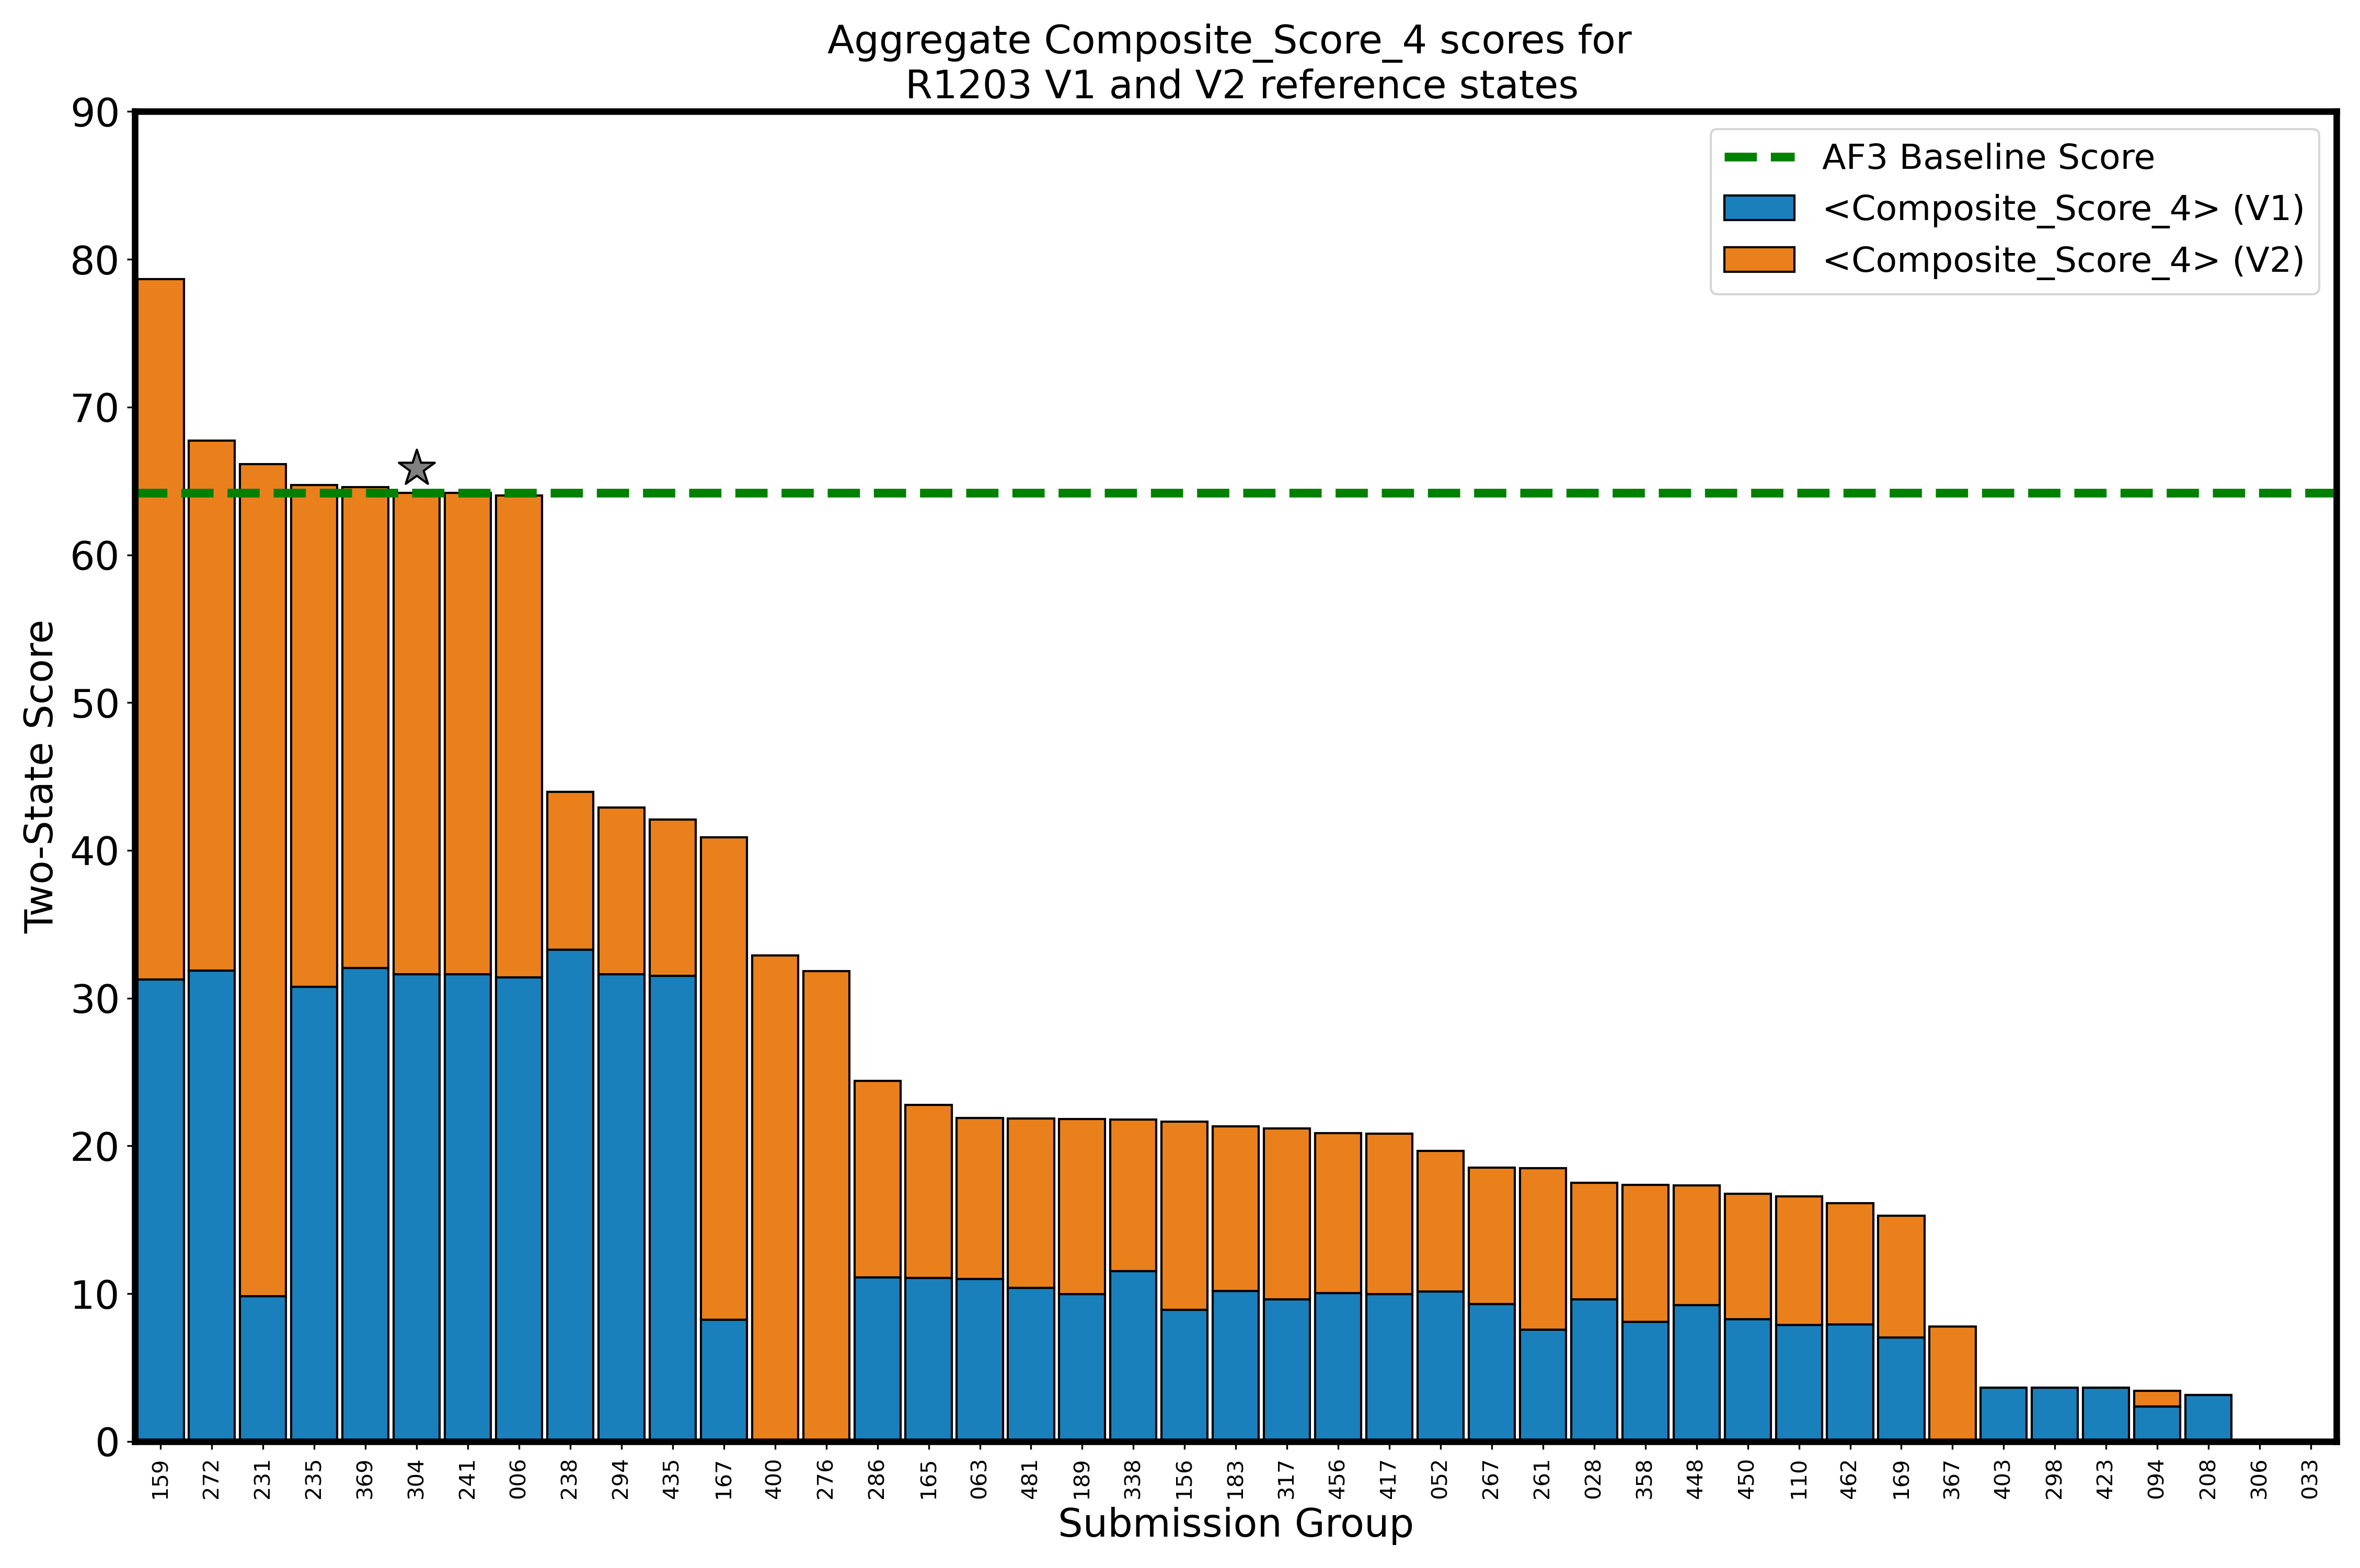 Aggregate Composite_Score_4 scores for
R1203 V1 and V2 reference states
AF3 Baseline Score
<Composite_Score_4> (V1)
<Composite_Score_4> (V2)
Two-State Score
90
80
70
60
50
40
30
20
10
0
159 272 231 235 369 304 241 006 238 294 435 167 400 276 286 165 063 481 189 338 156 183 317 456 417 052 267 261 028 358 448 450 110 462 169 367 403 298 423 094 208 306 033
Submission Group